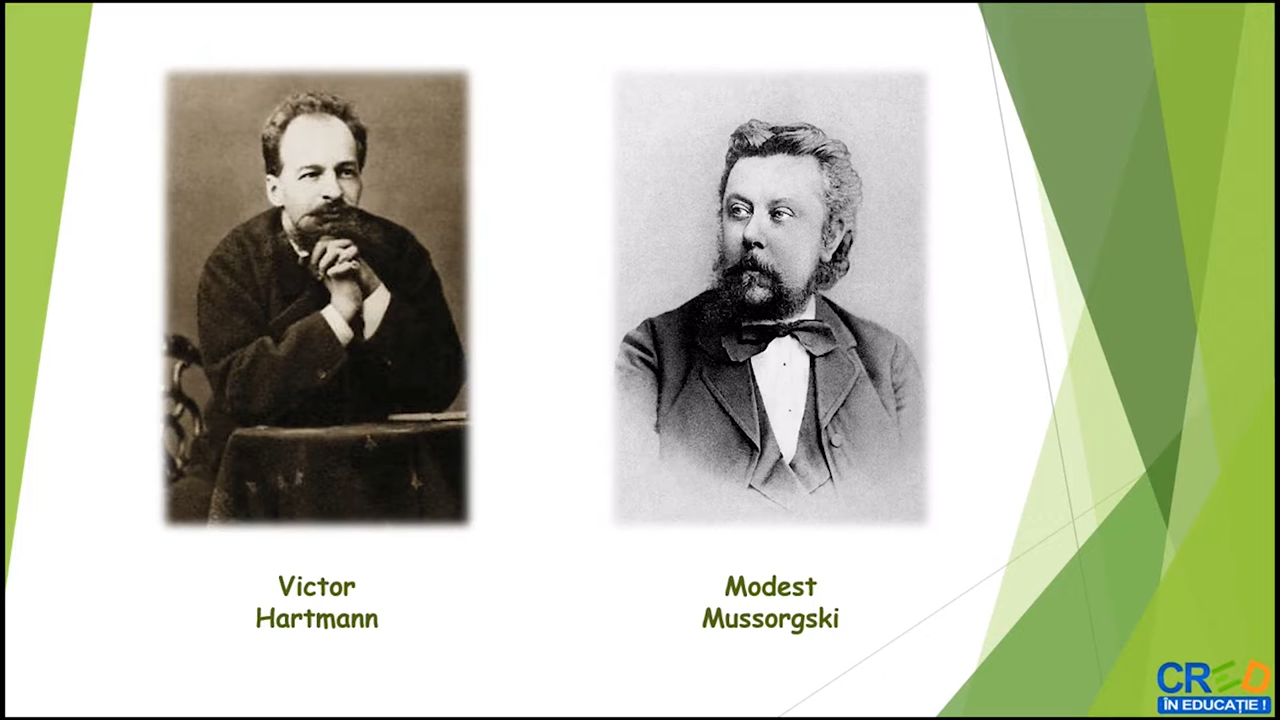 Victor
Hartmann
Modest
Mussorgski
CRED
ÎN EDUCAȚIE !